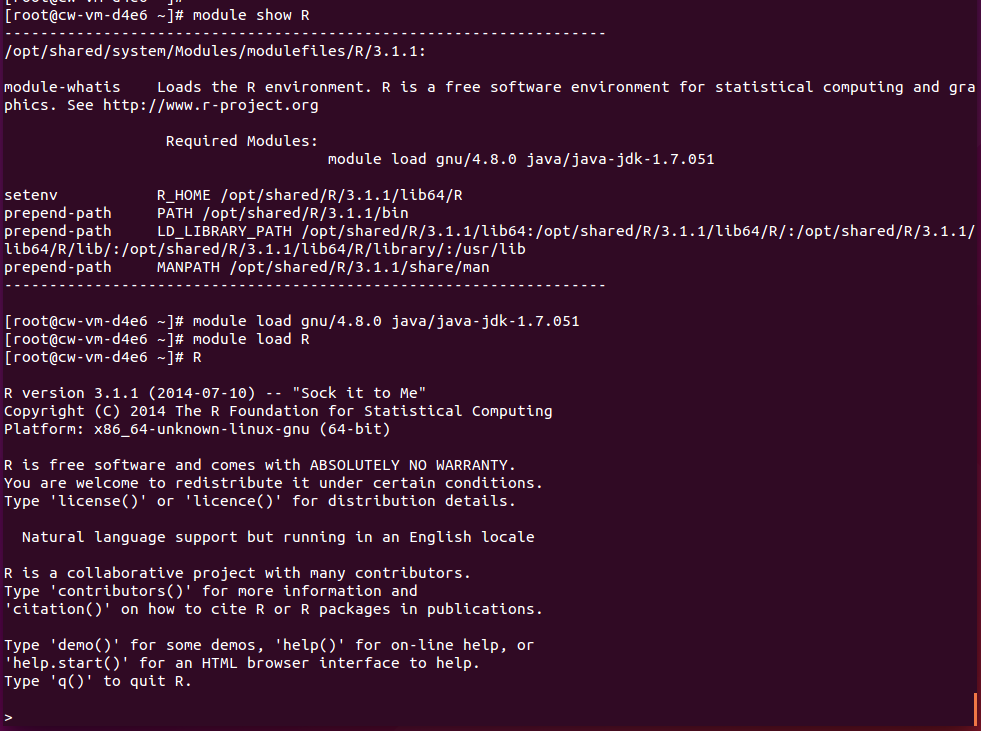 [root@cw-vm-d4e6 ~]#
[root@cw-vm-d4e6 ~]# module show R
-------------------------------------------------------------------
/opt/shared/system/Modules/modulefiles/R/3.1.1:
module-whatis    Loads the R environment. R is a free software environment for statistical computing and gra
phics. See http://www.r-project.org
Required Modules:
module load gnu/4.8.0 java/java-jdk-1.7.051
setenv           R_HOME /opt/shared/R/3.1.1/lib64/R
prepend-path     PATH /opt/shared/R/3.1.1/bin
prepend-path     LD_LIBRARY_PATH /opt/shared/R/3.1.1/lib64:/opt/shared/R/3.1.1/lib64/R/:/opt/shared/R/3.1.1/
lib64/R/lib/:/opt/shared/R/3.1.1/lib64/R/library/:/usr/lib
prepend-path     MANPATH /opt/shared/R/3.1.1/share/man
-------------------------------------------------------------------
[root@cw-vm-d4e6 ~]# module load gnu/4.8.0 java/java-jdk-1.7.051
[root@cw-vm-d4e6 ~]# module load R
[root@cw-vm-d4e6 ~]# R
R version 3.1.1 (2014-07-10) -- "Sock it to Me"
Copyright (C) 2014 The R Foundation for Statistical Computing
Platform: x86_64-unknown-linux-gnu (64-bit)
R is free software and comes with ABSOLUTELY NO WARRANTY.
You are welcome to redistribute it under certain conditions.
Type 'license()' or 'licence()' for distribution details.
Natural language support but running in an English locale
R is a collaborative project with many contributors.
Type 'contributors()' for more information and
'citation()' on how to cite R or R packages in publications.
Type 'demo()' for some demos, 'help()' for on-line help, or
'help.start()' for an HTML browser interface to help.
Type 'q()' to quit R.
>